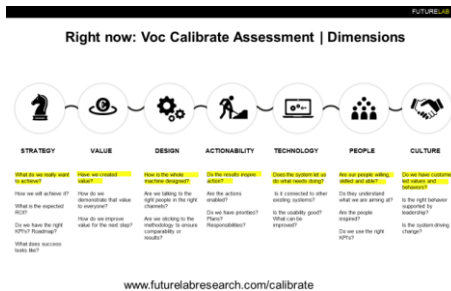 FUTURELAB
Right now: Voc Calibrate Assessment | Dimensions
STRATEGY
What do we really want
to achieve?
How we will achieve it?
What is the expected
ROI?
Do we have the right
KPI's? Roadmap?
What does success
looks like?
VALUE
Have we created
value?
How do we
demonstrate that value
to everyone?
How do we improve
value for the next step?
DESIGN
How is the whole
machine designed?
Are we talking to the
right people in the right
channels?
Are we sticking to the
methodology to ensure
comparability or
results?
ACTIONABILITY
Do the results inspire
action?
Are the actions
enabled?
Do we have priorities?
Plans?
Responsibilities?
TECHNOLOGY
Does the system let us
do what needs doing?
Is it connected to other
existing systems?
Is the usability good?
What can be
improved?
PEOPLE
Are our people willing,
skilled and able?
Do they understand
what we are aiming at?
Are the people
inspired?
Do we use the right
KPI's?
CULTURE
Do we have customer
led values and
behaviors?
Is the right behavior
supported by
leadership?
Is the system driving
change?
www.futurelabresearch.com/calibrate